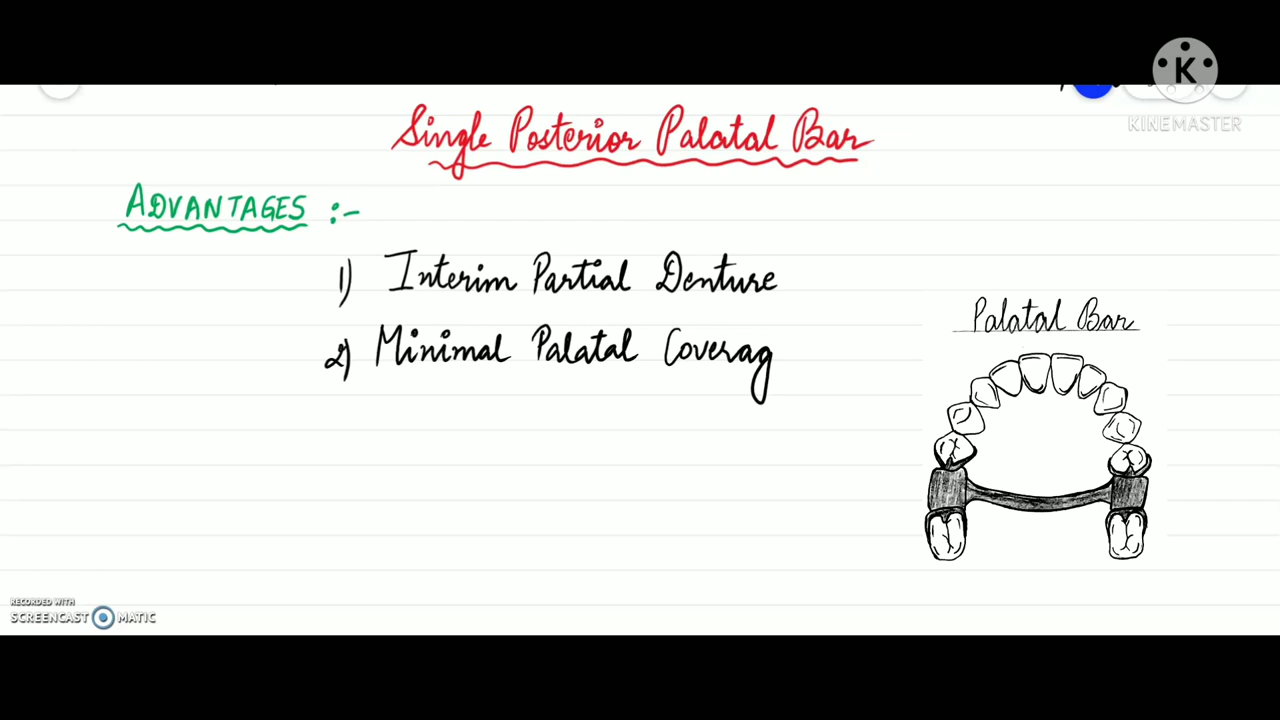 K
KINEMASTER
Single Posterior Palatal Bar
ADVANTAGES :-
1) Interim Partial Denture
2) Minimal Palatal Coverag
Palatal Bar
RECORDED WITH
SCREENCAST MATIC